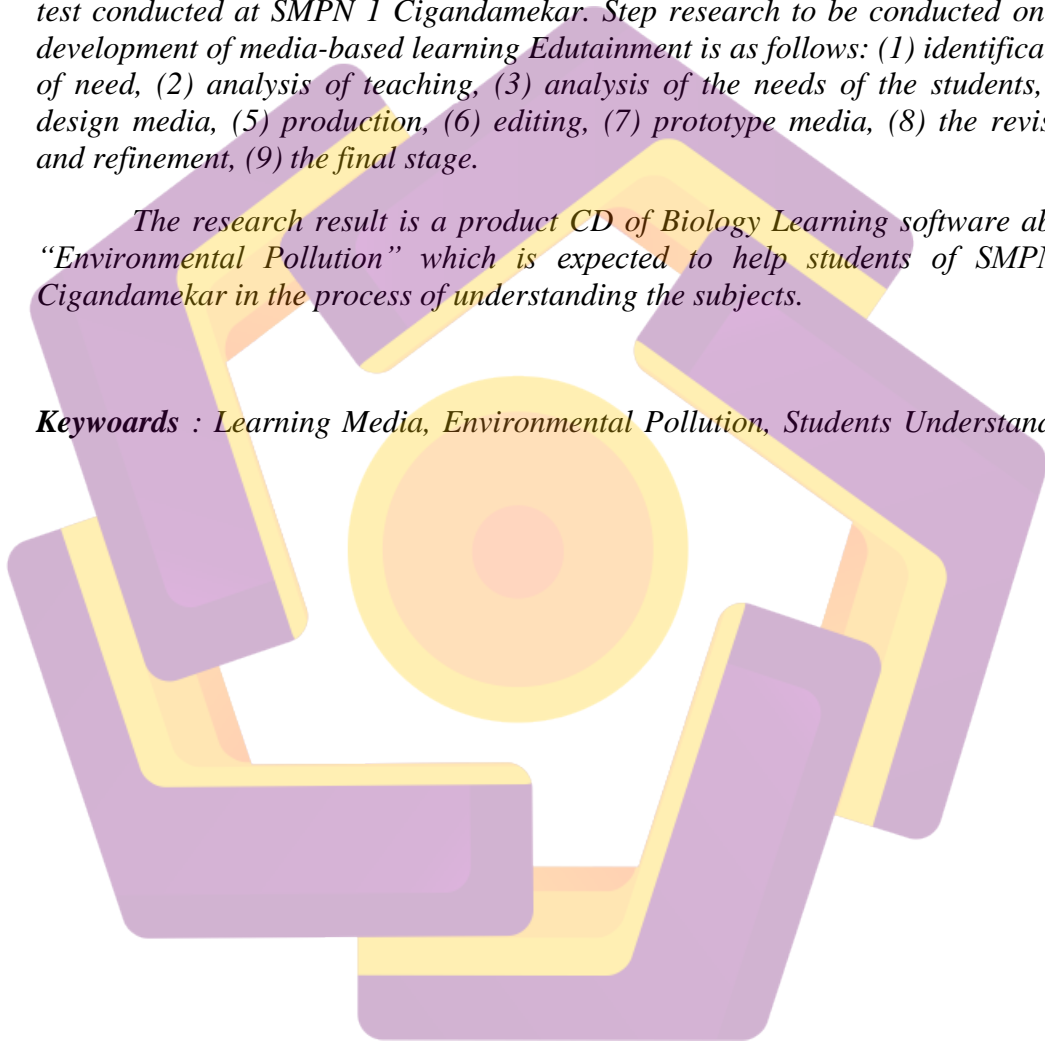 test conducted at SMPN 1 Cigandamekar. Step research to be conducted on
development of media-based learning Edutainment is as follows: (1) identifica
of need, (2) analysis of teaching, (3) analysis of the needs of the students,
design media, (5) production, (6) editing, (7) prototype media, (8) the revis
and refinement, (9) the final stage.
The research result is a product CD of Biology Learning software ab
“Environmental Pollution” which is expected to help students of SMPN
Cigandamekar in the process of understanding the subjects.
Keywoards : Learning Media, Environmental Pollution, Students Understand